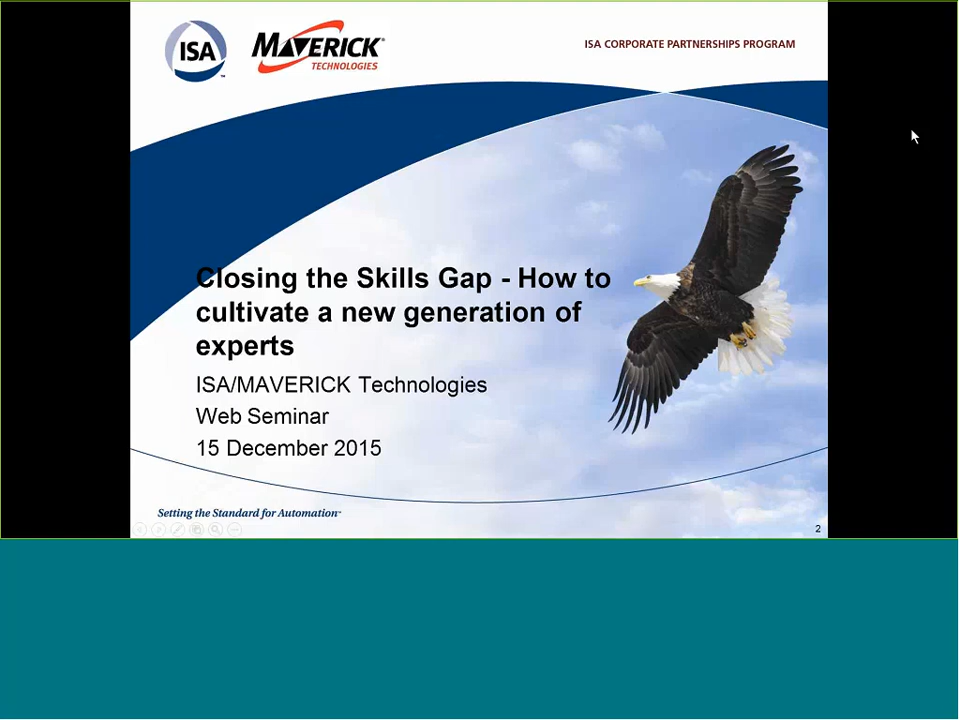 ISA
MAVERICK
TECHNOLOGIES
ISA CORPORATE PARTNERSHIPS PROGRAM
Closing the Skills Gap - How to
cultivate a new generation of
experts
ISA/MAVERICK Technologies
Web Seminar
15 December 2015
Setting the Standard for Automation™
2